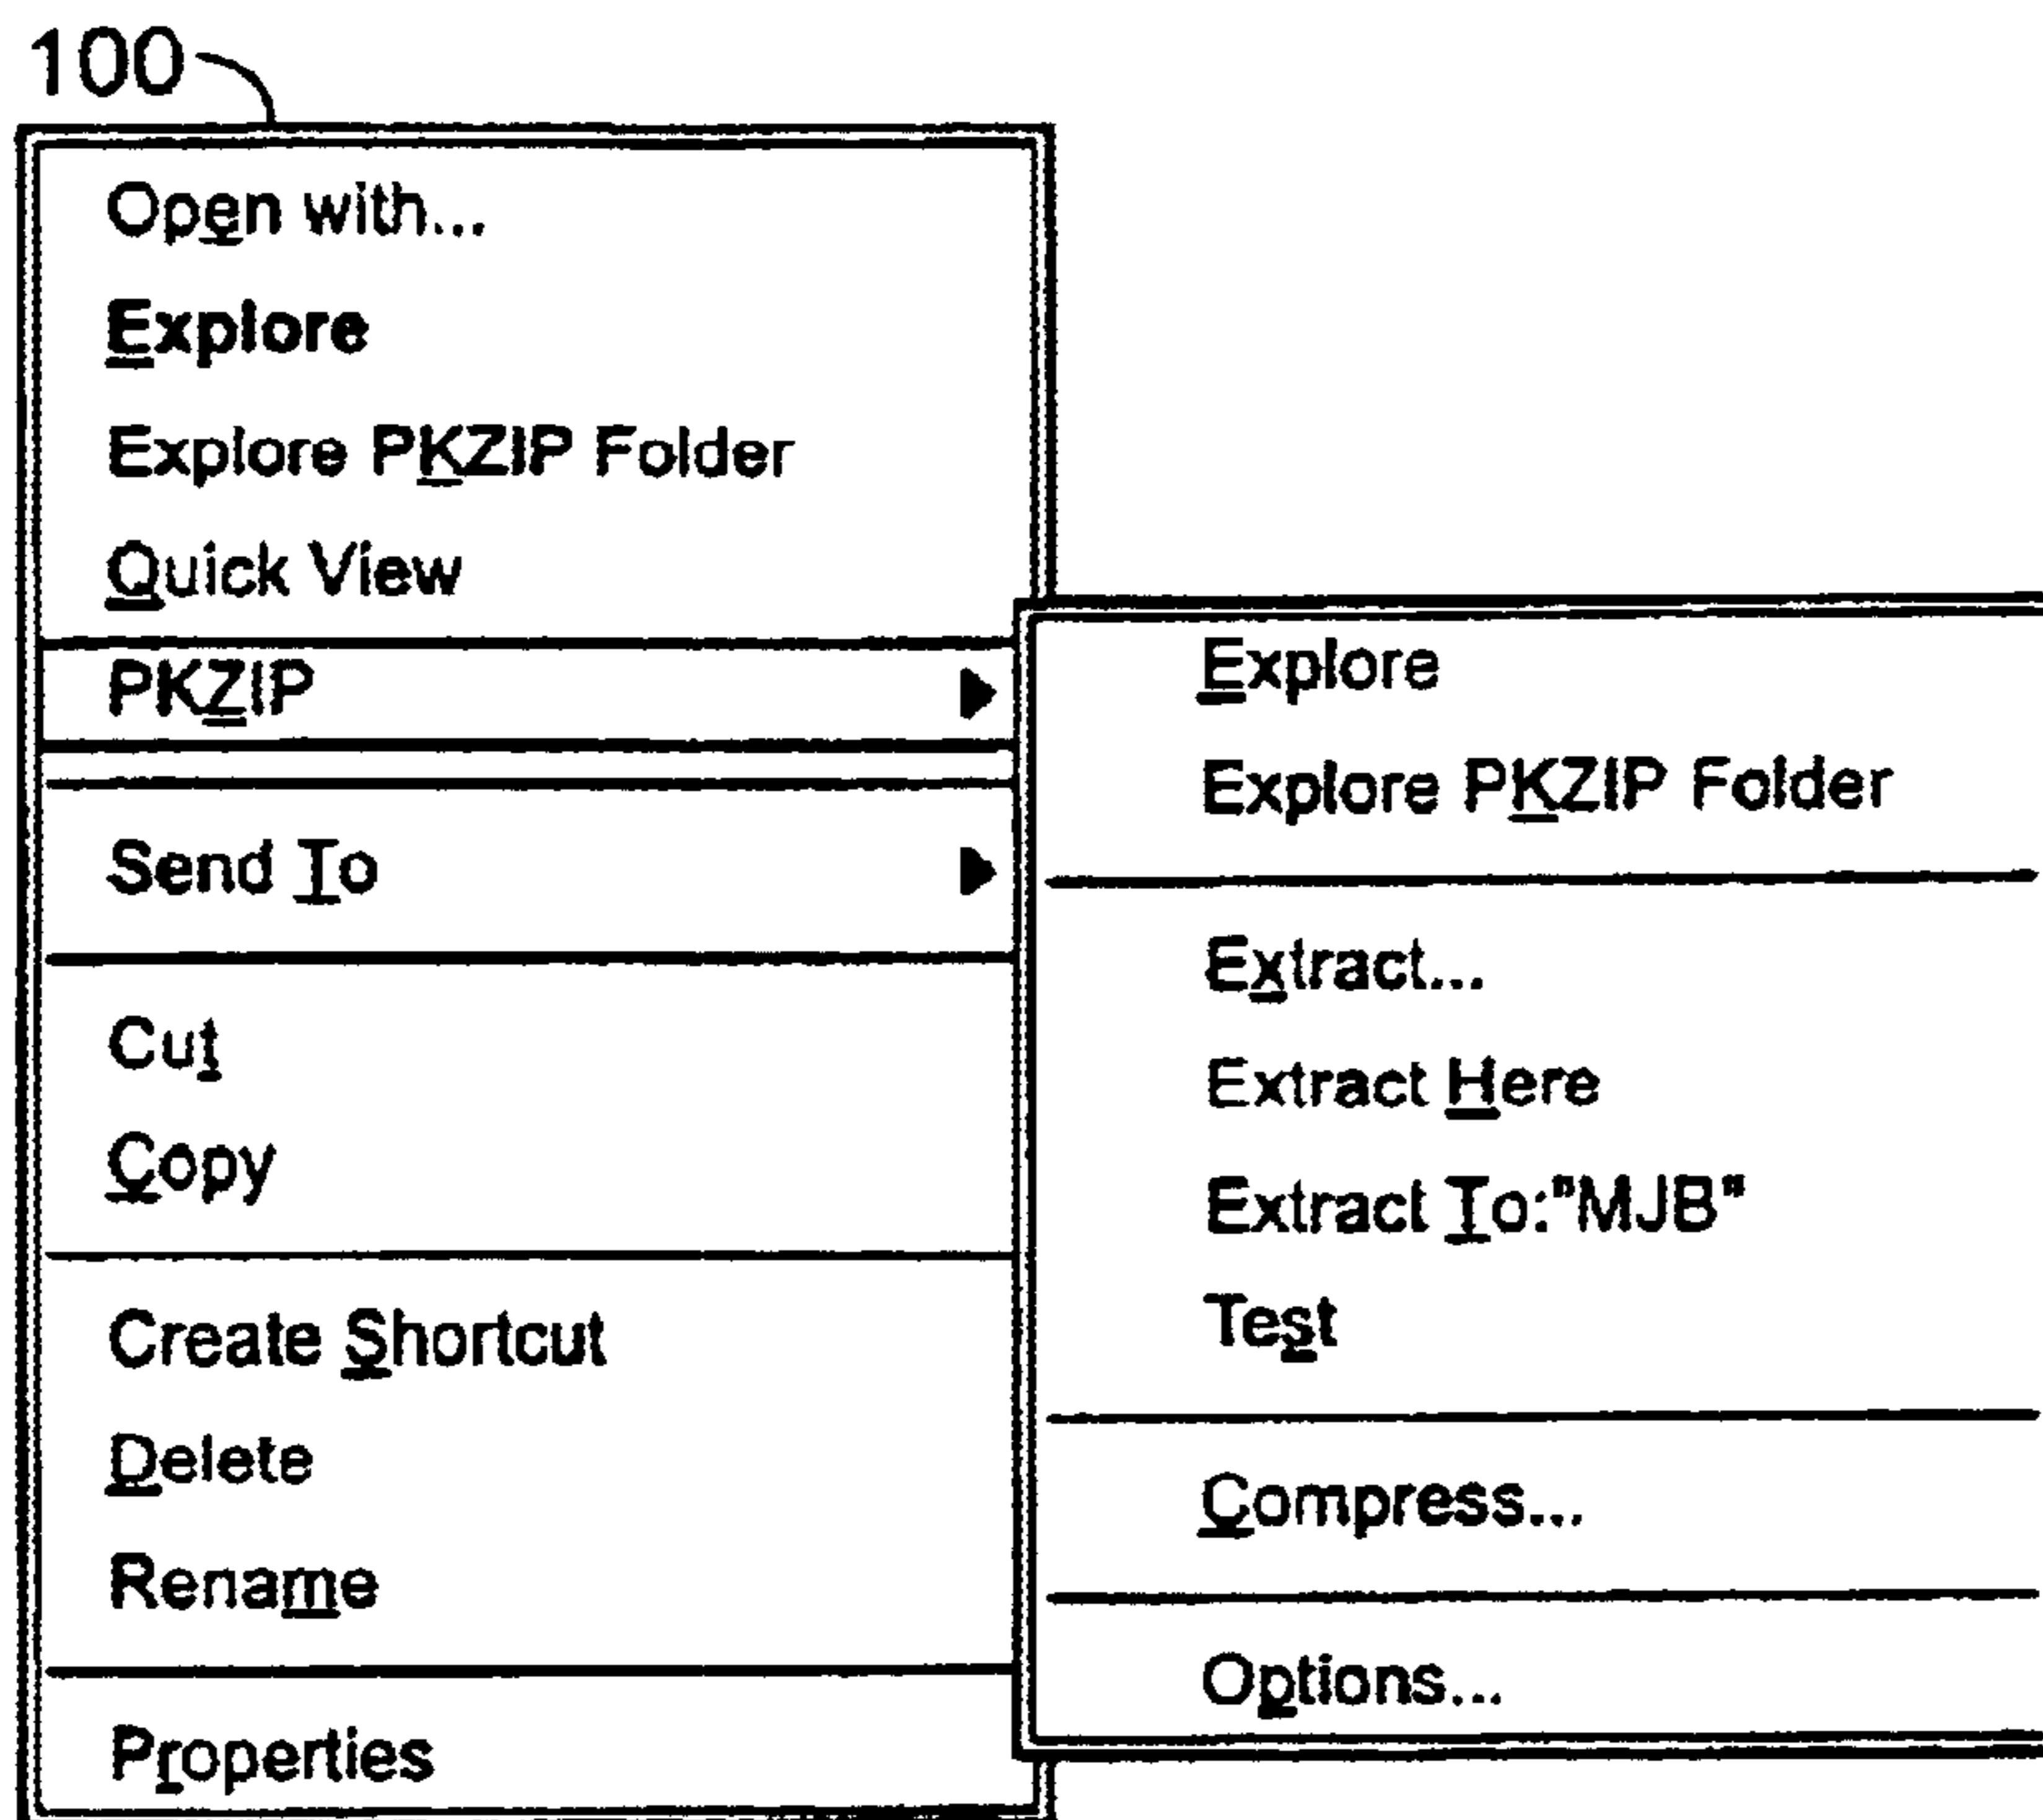 100
Open with...
Explore
Explore PKZIP Folder
Quick View
PKZIP
Send To
Cut
Copy
Create Shortcut
Delete
Rename
Properties
Explore
Explore PKZIP Folder
Extract...
Extract Here
Extract To:"MJB"
Test
Compress...
Options...